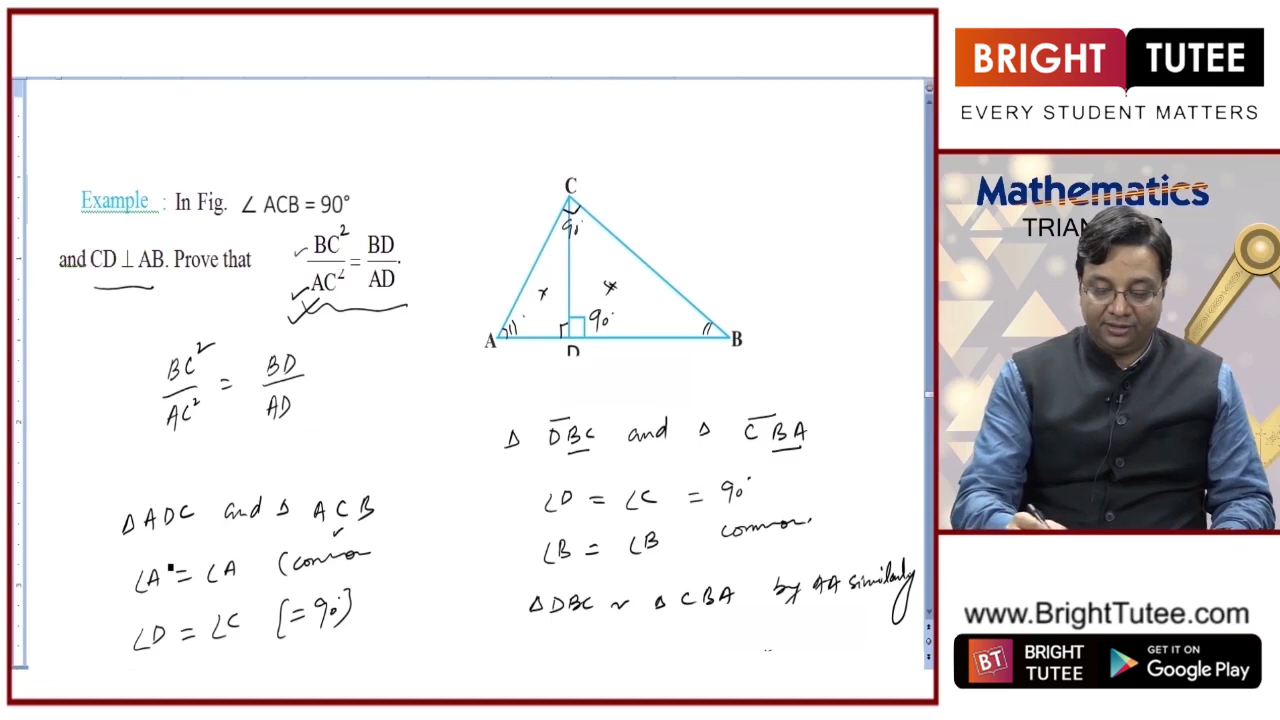 BRIGHT TUTEE
EVERY STUDENT MATTERS
Mathematics
Example : In Fig. ∠ ACB = 90°
and CD ⊥ AB. Prove that BC²/AC² = BD/AD.
C
90°
90°
A
D
B
BC²/AC² = BD/AD
Δ ADC and Δ ACB
∠A = ∠A (common
∠D = ∠C [= 90°]
Δ DBC and Δ CBA
∠D = ∠C = 90°
∠B = ∠B common.
Δ DBC ~ Δ CBA by AA similarly
www.BrightTutee.com
BT BRIGHT TUTEE
GET IT ON
Google Play